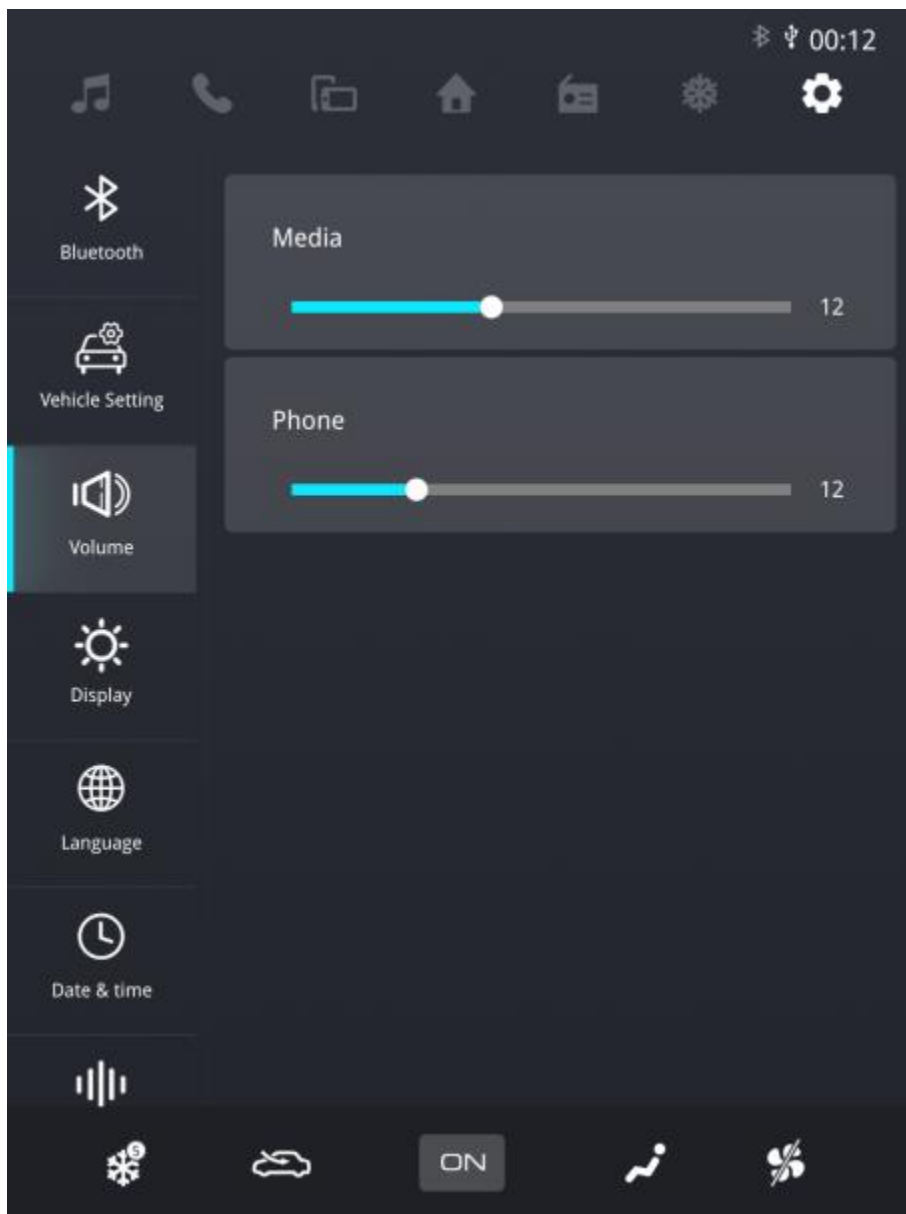 00:12
Bluetooth
Media
12
Vehicle Setting
Phone
12
Volume
Display
Language
Date & time
S
ON